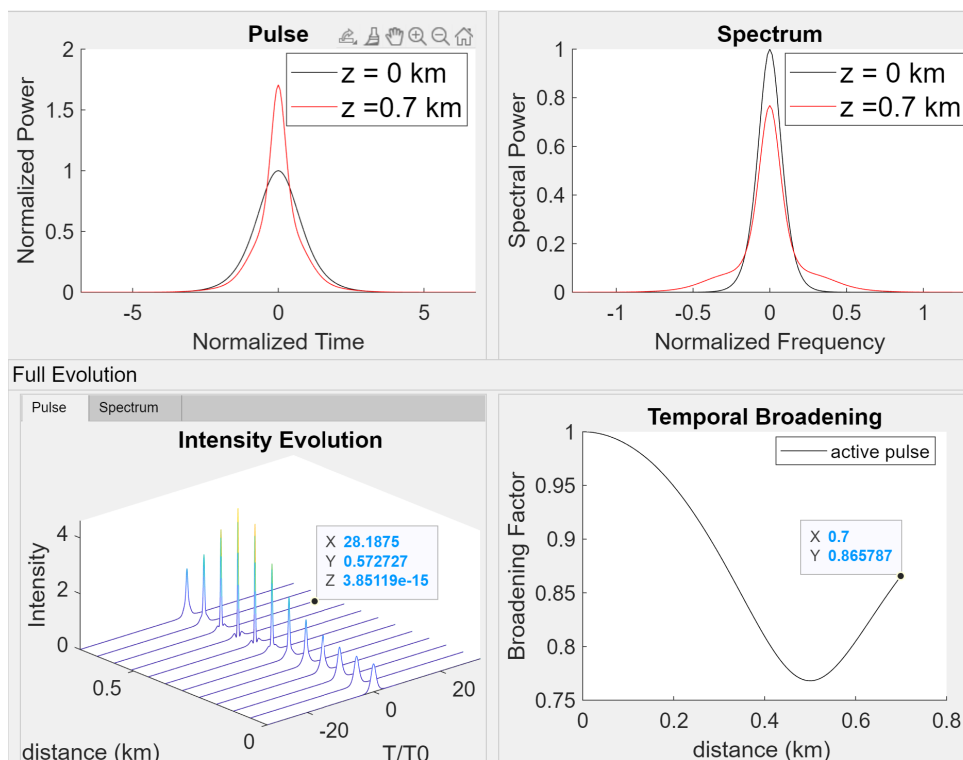 Pulse
2
1.5
1
0.5
0
Normalized Power
-5
0
5
Normalized Time
z = 0 km
z =0.7 km
Spectrum
1
0.8
0.6
0.4
0.2
0
Spectral Power
-1
-0.5
0
0.5
1
Normalized Frequency
z = 0 km
z =0.7 km
Full Evolution
Pulse
Spectrum
Intensity Evolution
4
2
0
Intensity
0.5
0
distance (km)
-20
0
20
T/T0
X 28.1875
Y 0.572727
Z 3.85119e-15
Temporal Broadening
1
0.95
0.9
0.85
0.8
0.75
Broadening Factor
active pulse
X 0.7
Y 0.865787
0
0.2
0.4
0.6
0.8
distance (km)